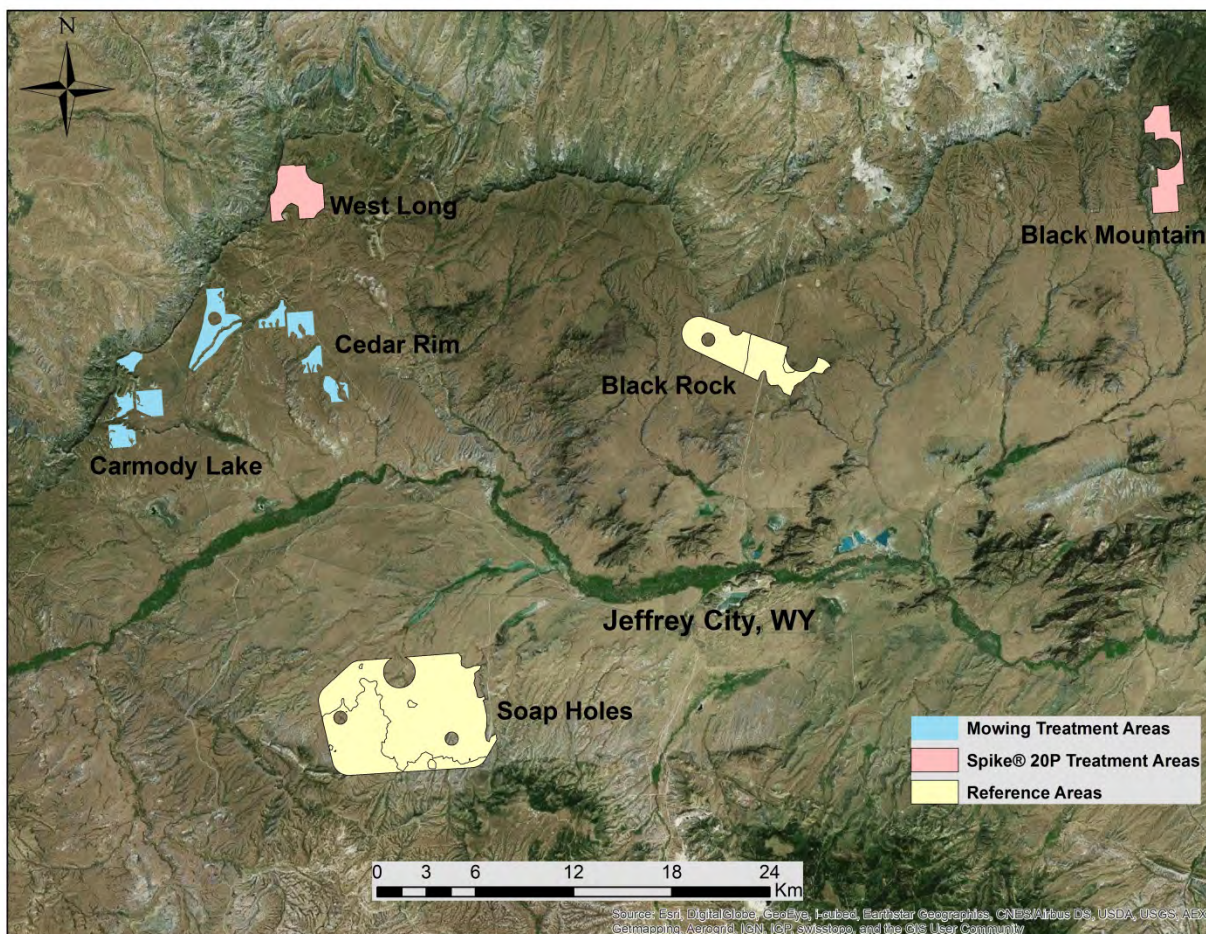 N
West Long
Black Mountain
Cedar Rim
Black Rock
Carmody Lake
Jeffrey City, WY
Soap Holes
Mowing Treatment Areas
Spike® 20P Treatment Areas
Reference Areas
0 3 6 12 18 24
Km
Source: Esri, DigitalGlobe, GeoEye, i-cubed, Earthstar Geographics, CNES/Airbus DS, USDA, USGS, AEX,
Getmapping, Aerogrid, IGN, IGP, swisstopo, and the GIS User Community